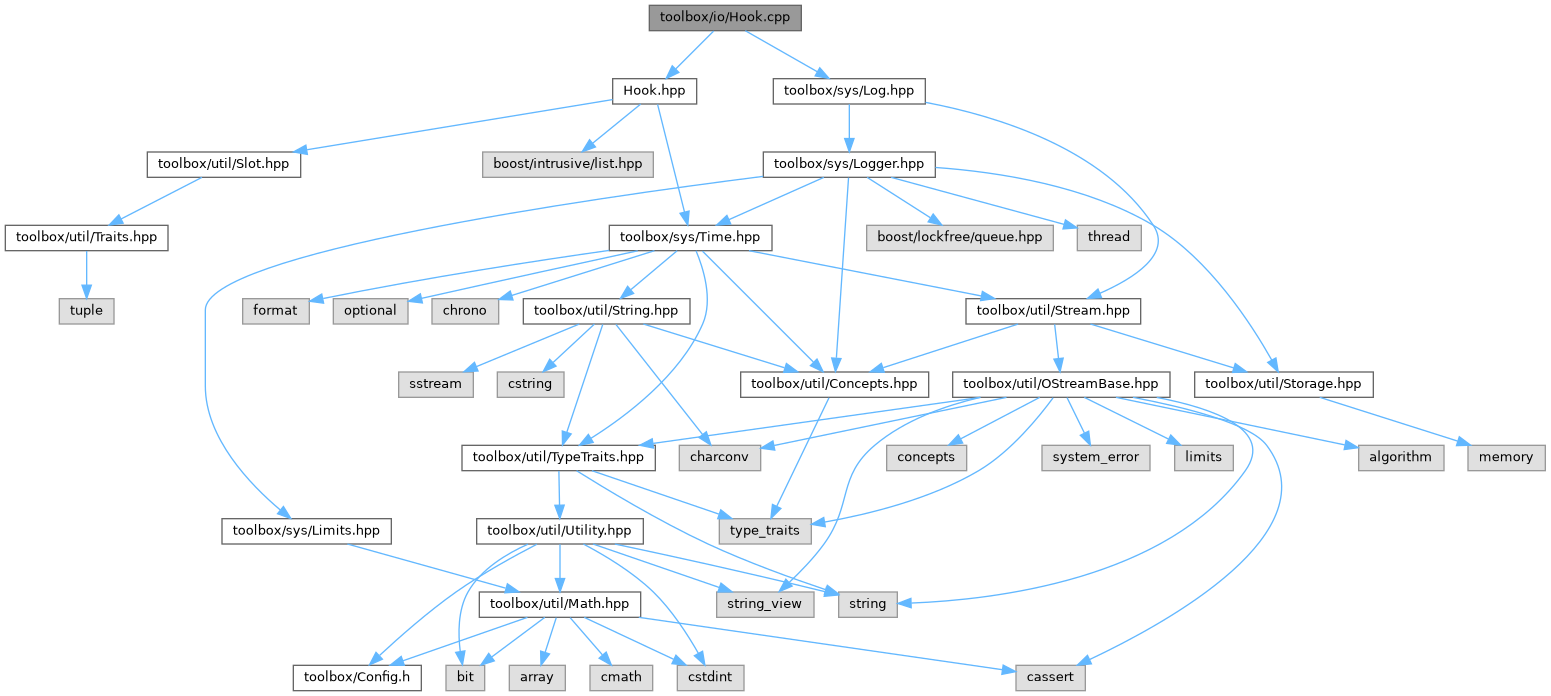 toolbox/io/Hook.cpp
Hook.hpp
toolbox/sys/Log.hpp
toolbox/util/Slot.hpp
boost/intrusive/list.hpp
toolbox/sys/Logger.hpp
toolbox/util/Traits.hpp
toolbox/sys/Time.hpp
boost/lockfree/queue.hpp
thread
tuple
format
optional
chrono
toolbox/util/String.hpp
toolbox/util/Stream.hpp
sstream
cstring
toolbox/util/Concepts.hpp
toolbox/util/OStreamBase.hpp
toolbox/util/Storage.hpp
toolbox/util/TypeTraits.hpp
charconv
concepts
system_error
limits
algorithm
memory
toolbox/sys/Limits.hpp
toolbox/util/Utility.hpp
type_traits
toolbox/util/Math.hpp
string_view
string
toolbox/Config.h
bit
array
cmath
cstdint
cassert